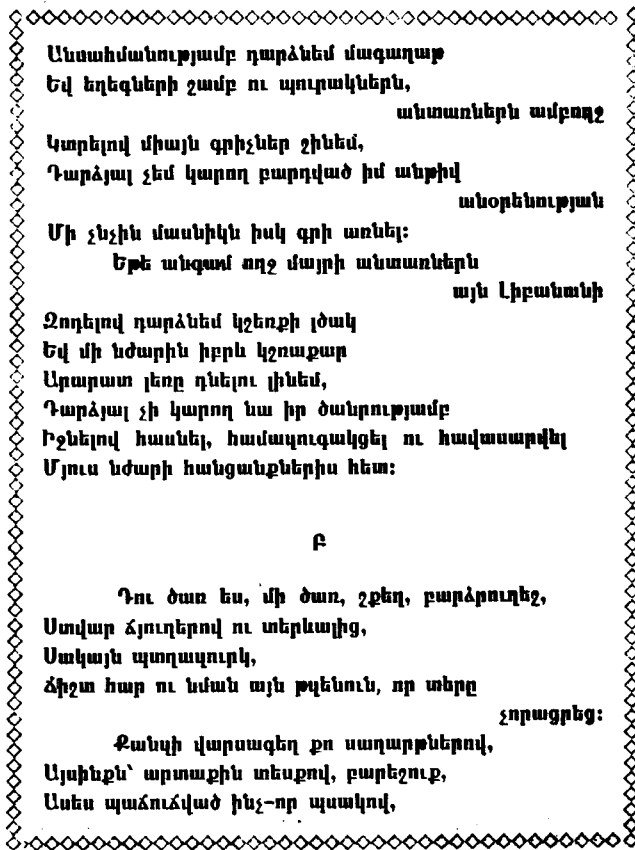 Անսահմանությամբ դարձնեմ մագաղաթ
Եվ եղեգների շամբ ու պուրակներն,
անտառներն ամբողջ
Կտրելով միայն գրիչներ շինեմ,
Դարձյալ չեմ կարող բարդված իմ անթիվ
անօրենության
Մի չնչին մասնիկն իսկ գրի առնել։
Եթե անգամ ողջ մայրի անտառներն
այն Լիբանանի
Զոդելով դարձնեմ կշեռքի լծակ
Եվ մի նժարին իբրև կշռաքար
Արարատ լեռը դնելու լինեմ,
Դարձյալ չի կարող նա իր ծանրությամբ
Իջնելով հասնել, համազուգակցել ու հավասարվել
Մյուս նժարի հանցանքներիս հետ։
Բ
Դու ծառ ես, մի ծառ, շքեղ, բարձրուղեշ,
Ստվար ճյուղերով ու տերևալից,
Սակայն պտղակուրկ,
Ճիշտ հար ու նման այն թզենուն, որ տերը
չորացրեց։
Քանզի վարսագեղ քո սաղարթներով,
Այսինքն՝ արտաքին տեսքով, բարեշուք,
Ասես պաճուճված ինչ-որ պսակով,